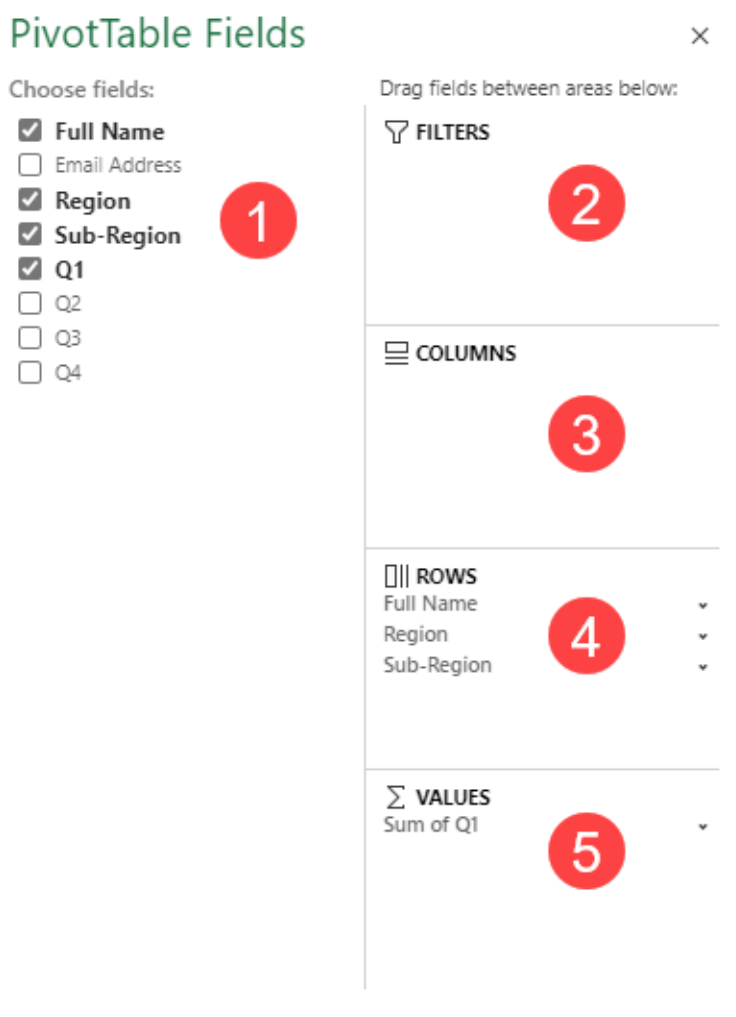 PivotTable Fields
Choose fields:
Full Name
Email Address
Region
Sub-Region
Q1
Q2
Q3
Q4
1
Drag fields between areas below:
FILTERS
2
COLUMNS
3
ROWS
Full Name
Region
Sub-Region
4
VALUES
Sum of Q1
5